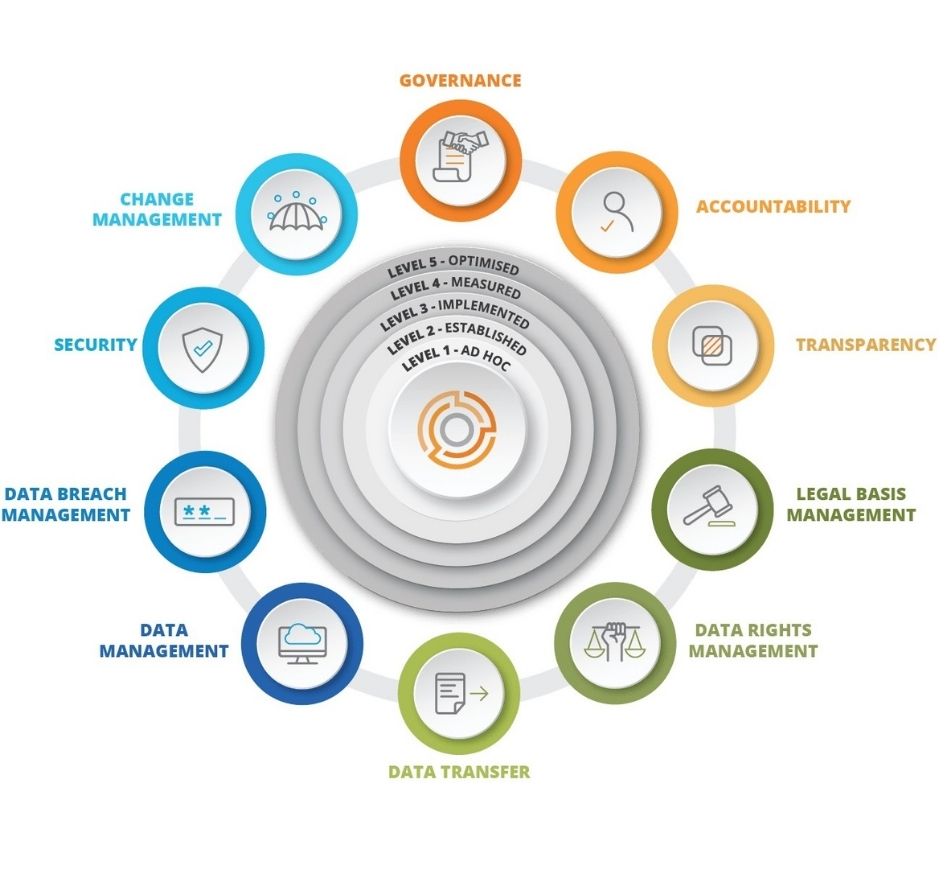 GOVERNANCE
ACCOUNTABILITY
TRANSPARENCY
LEGAL BASIS
MANAGEMENT
DATA RIGHTS
MANAGEMENT
DATA TRANSFER
DATA
MANAGEMENT
DATA BREACH
MANAGEMENT
SECURITY
CHANGE
MANAGEMENT
LEVEL 5 - OPTIMISED
LEVEL 4 - MEASURED
LEVEL 3 - IMPLEMENTED
LEVEL 2 - ESTABLISHED
LEVEL 1 - AD HOC
**_